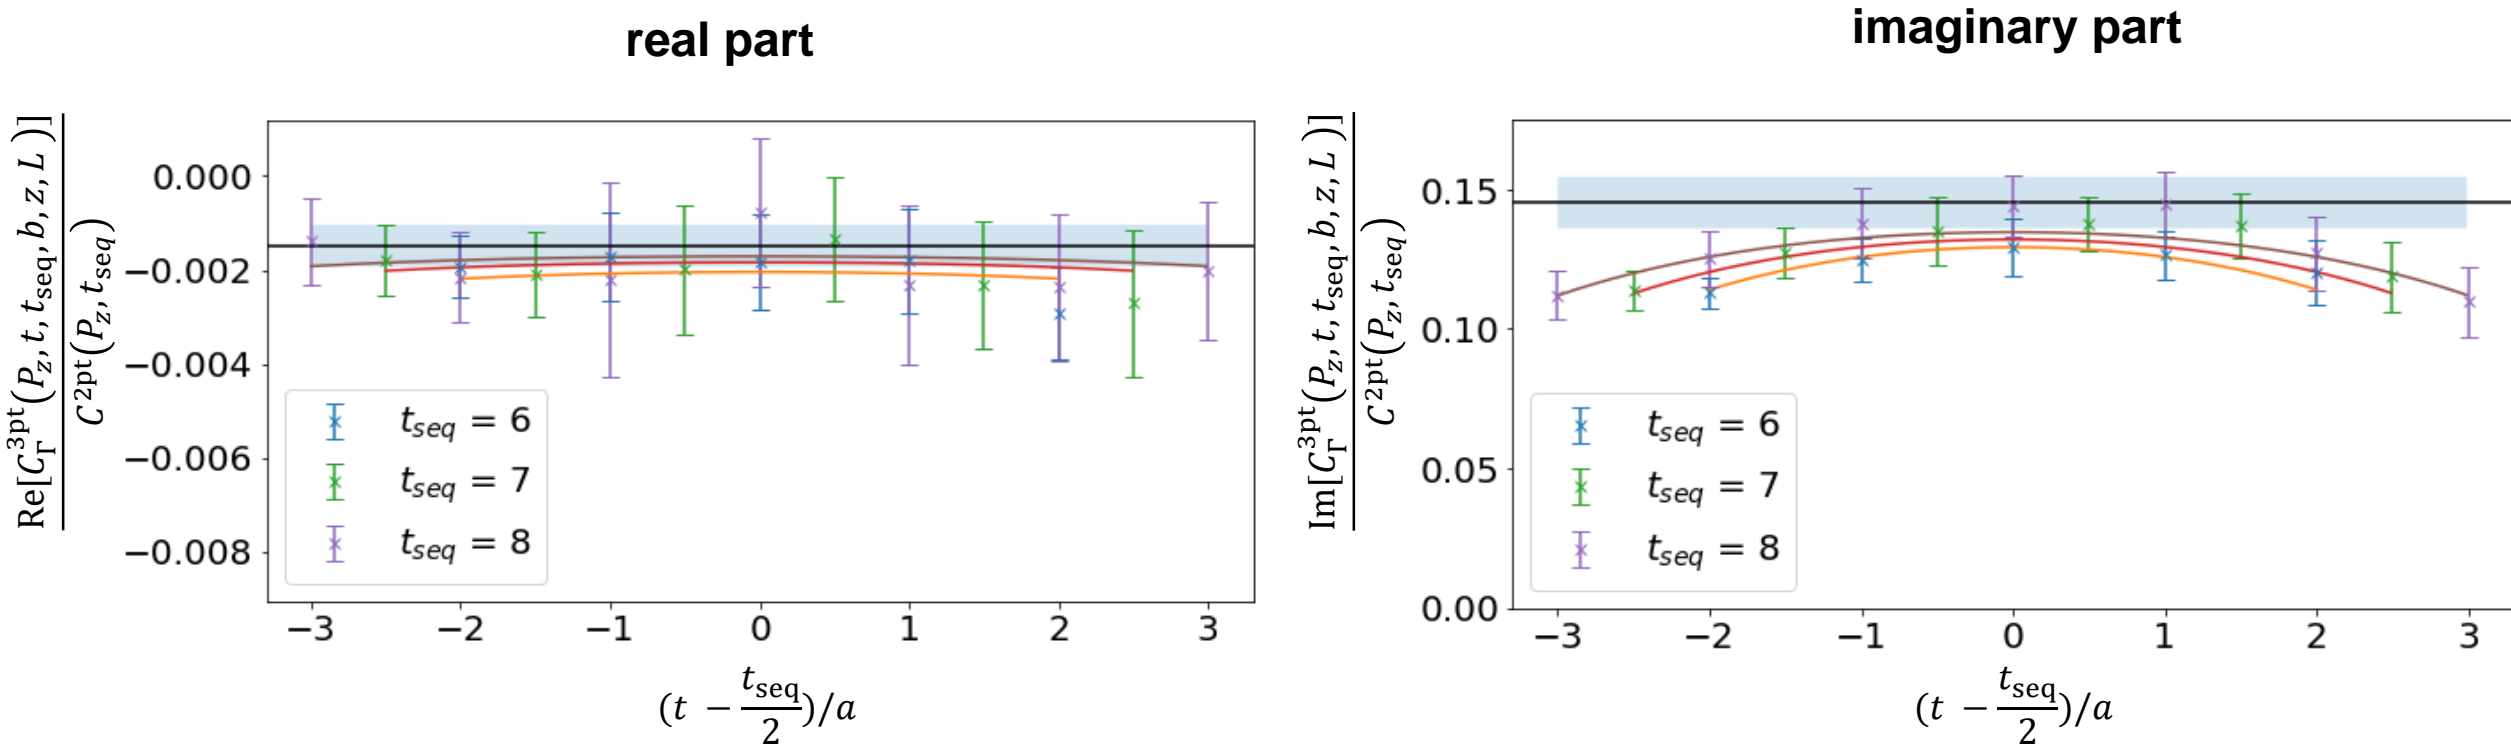 real part
Re[C_Γ^3pt(P_z, t, t_seq, b, z, L )]
C^2pt(P_z, t_seq)
0.000
−0.002
−0.004
−0.006
−0.008
t_seq = 6
t_seq = 7
t_seq = 8
−3 −2 −1 0 1 2 3
(t − t_seq/2)/a
imaginary part
Im[C_Γ^3pt(P_z, t, t_seq, b, z, L )]
C^2pt(P_z, t_seq)
0.15
0.10
0.05
0.00
t_seq = 6
t_seq = 7
t_seq = 8
−3 −2 −1 0 1 2 3
(t − t_seq/2)/a